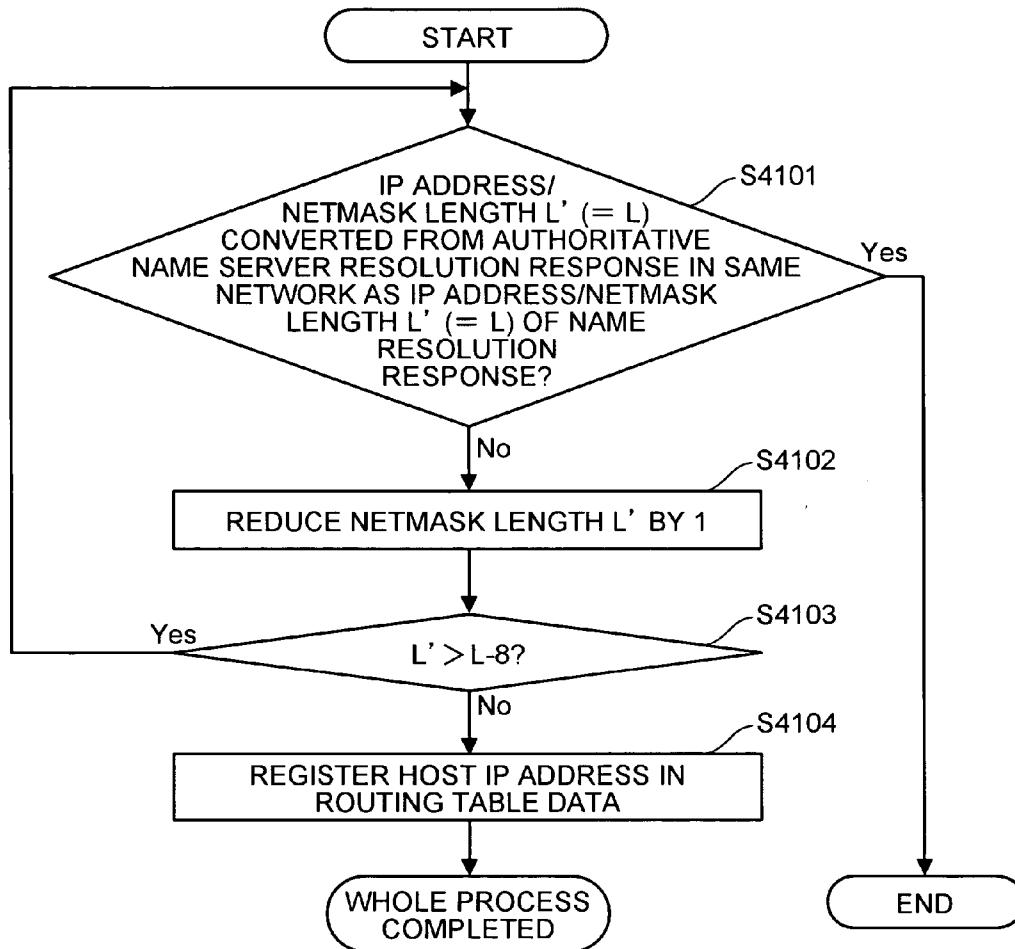 START
S4101
IP ADDRESS/
NETMASK LENGTH L' (= L)
CONVERTED FROM AUTHORITATIVE
NAME SERVER RESOLUTION RESPONSE IN SAME
NETWORK AS IP ADDRESS/NETMASK
LENGTH L' (= L) OF NAME
RESOLUTION
RESPONSE?
Yes
No
S4102
REDUCE NETMASK LENGTH L' BY 1
S4103
Yes
L' > L-8?
No
S4104
REGISTER HOST IP ADDRESS IN
ROUTING TABLE DATA
WHOLE PROCESS
COMPLETED
END